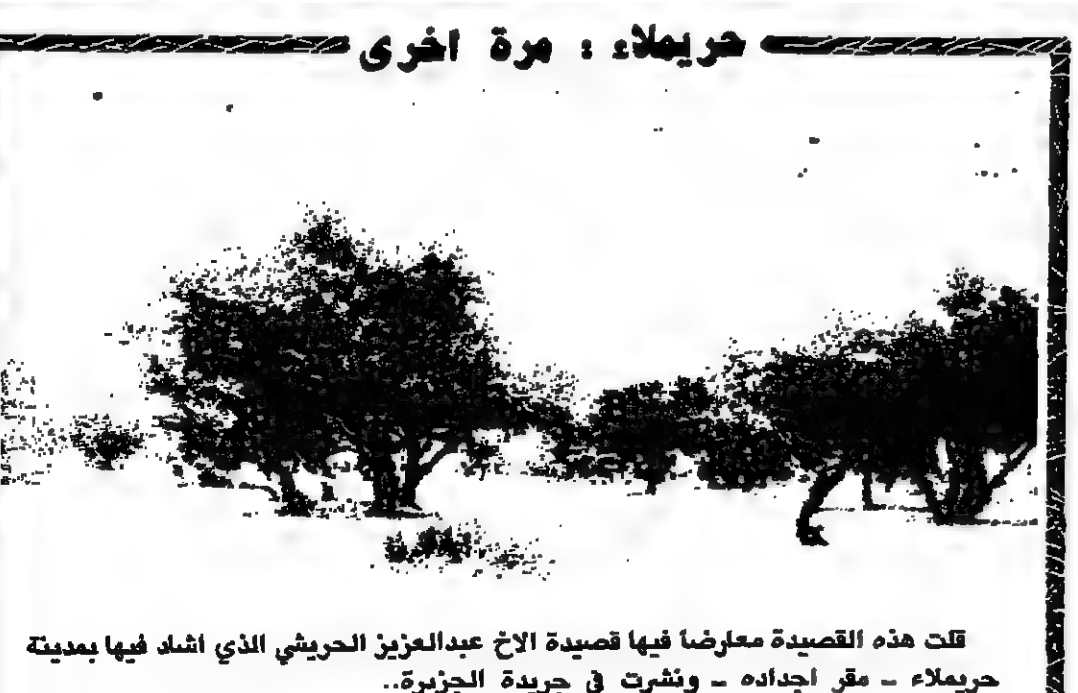 حريملاء : مرة اخرى
قلت هذه القصيدة معارضاً فيها قصيدة الاخ عبدالعزيز الحريشي الذي اشاد فيها بمدينة
حريملاء ـ مقر اجداده ـ ونشرت في جريدة الجزيرة..